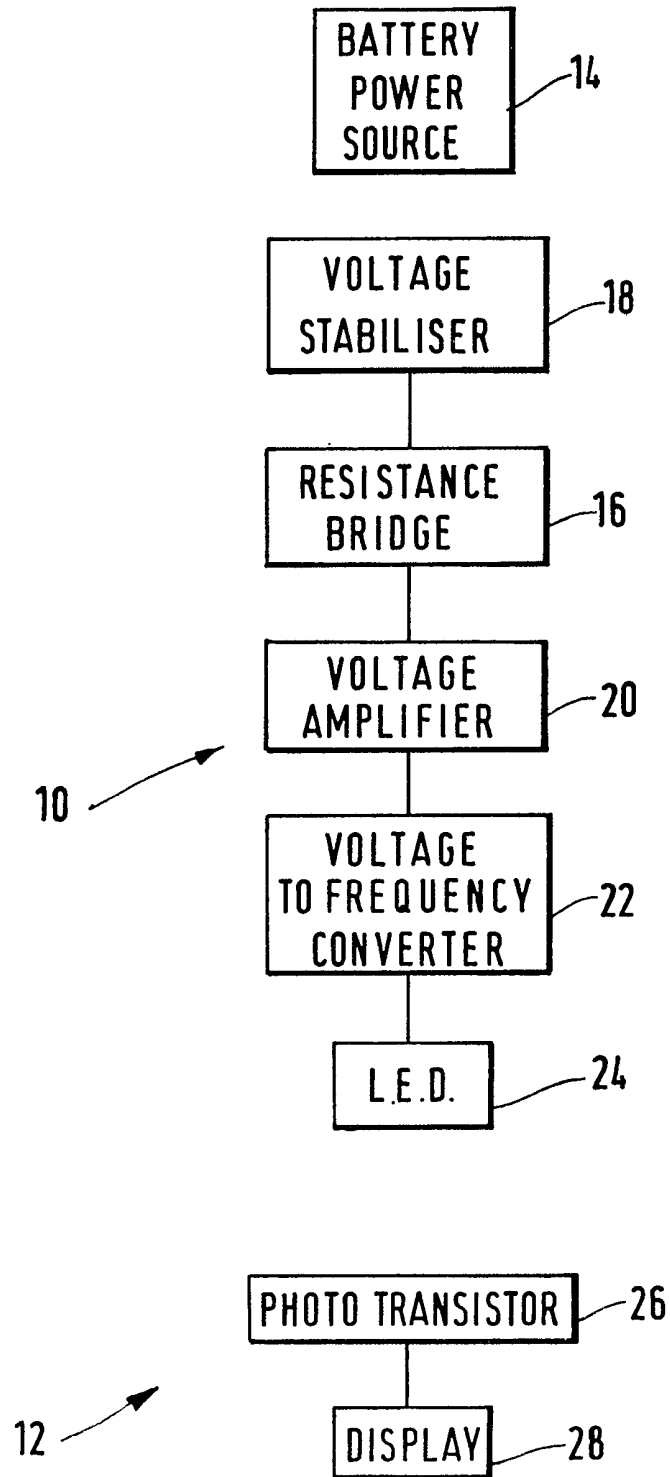 BATTERY
POWER
SOURCE
14
VOLTAGE
STABILISER
18
RESISTANCE
BRIDGE
16
VOLTAGE
AMPLIFIER
20
10
VOLTAGE
TO FREQUENCY
CONVERTER
22
L.E.D.
24
PHOTO TRANSISTOR
26
12
DISPLAY
28